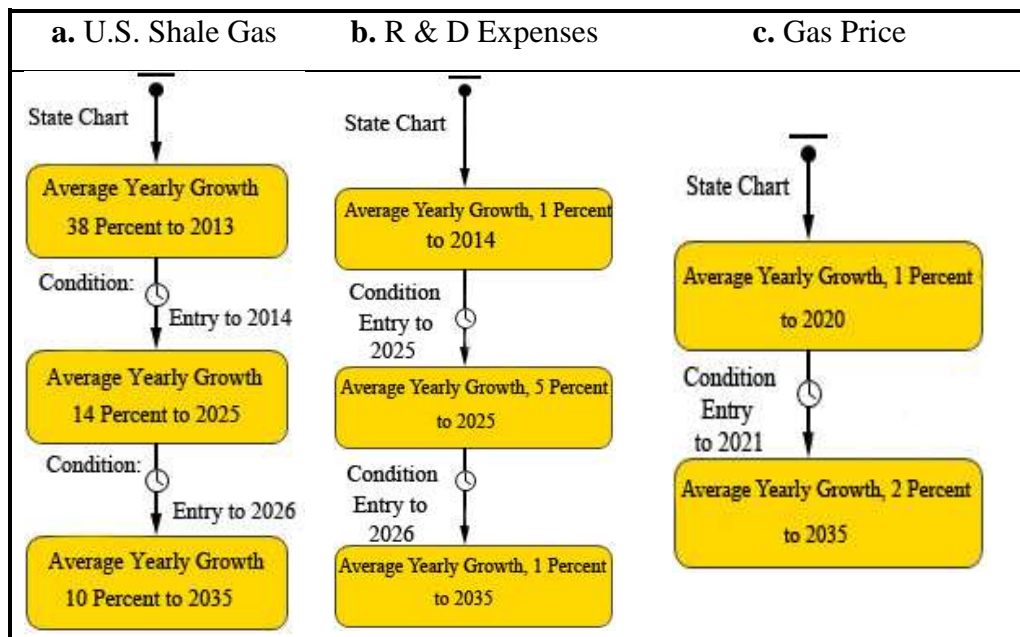 a. U.S. Shale Gas
b. R & D Expenses
c. Gas Price
State Chart
Average Yearly Growth
38 Percent to 2013
Condition:
Entry to 2014
Average Yearly Growth
14 Percent to 2025
Condition:
Entry to 2026
Average Yearly Growth
10 Percent to 2035
State Chart
Average Yearly Growth, 1 Percent
to 2014
Condition
Entry to
2025
Average Yearly Growth, 5 Percent
to 2025
Condition
Entry to
2026
Average Yearly Growth, 1 Percent
to 2035
State Chart
Average Yearly Growth, 1 Percent
to 2020
Condition
Entry
to 2021
Average Yearly Growth, 2 Percent
to 2035